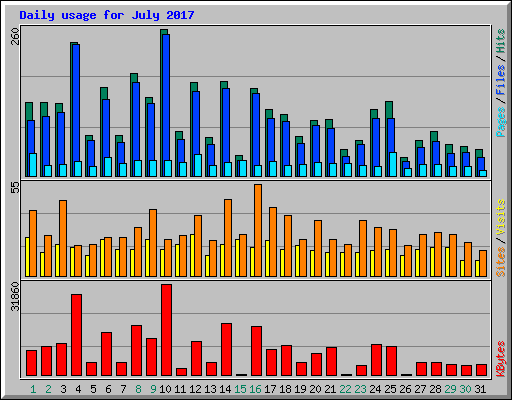 Daily usage for July 2017
260
Pages / Files / Hits
55
Sites / Visits
31860
KBytes
1 2 3 4 5 6 7 8 9 10 11 12 13 14 15 16 17 18 19 20 21 22 23 24 25 26 27 28 29 30 31